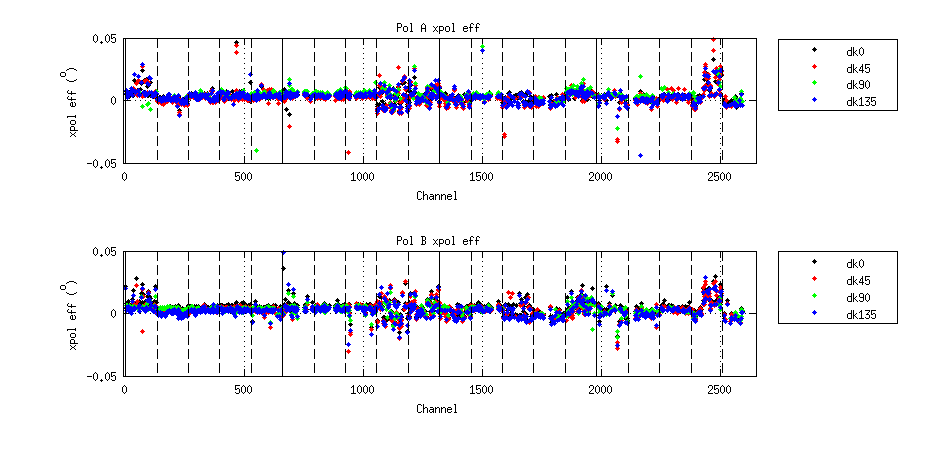 Pol A xpol eff
0.05
0
-0.05
xpol eff (°)
0 500 1000 1500 2000 2500
Channel
dk0
dk45
dk90
dk135
Pol B xpol eff
0.05
0
-0.05
xpol eff (°)
0 500 1000 1500 2000 2500
Channel
dk0
dk45
dk90
dk135